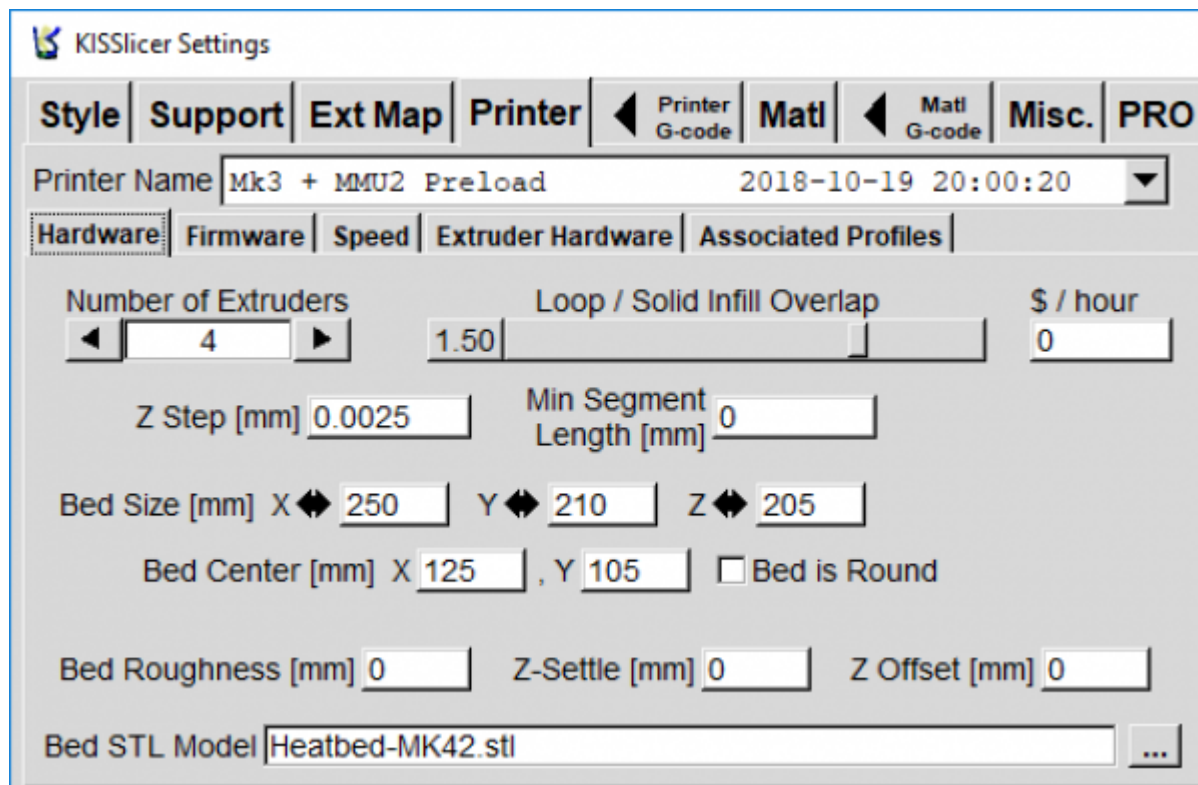 KISSlicer Settings
Style Support Ext Map Printer Printer G-code Matl Matl G-code Misc. PRO
Printer Name Mk3 + MMU2 Preload 2018-10-19 20:00:20
Hardware Firmware Speed Extruder Hardware Associated Profiles
Number of Extruders Loop / Solid Infill Overlap $ / hour
4 1.50 0
Z Step [mm] 0.0025 Min Segment Length [mm] 0
Bed Size [mm] X 250 Y 210 Z 205
Bed Center [mm] X 125 , Y 105 Bed is Round
Bed Roughness [mm] 0 Z-Settle [mm] 0 Z Offset [mm] 0
Bed STL Model Heatbed-MK42.stl ...